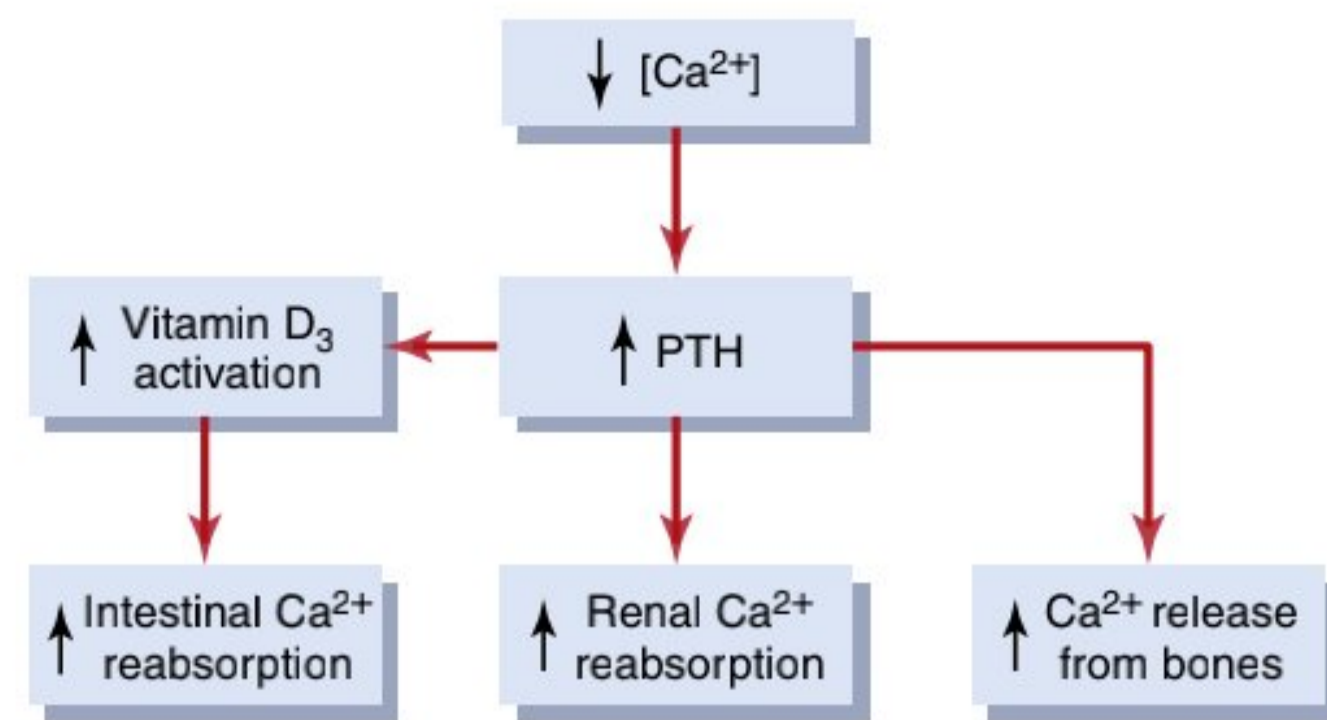 ↓ [Ca²⁺]
↑ Vitamin D₃
activation
↑ PTH
↑ Intestinal Ca²⁺
reabsorption
↑ Renal Ca²⁺
reabsorption
↑ Ca²⁺ release
from bones